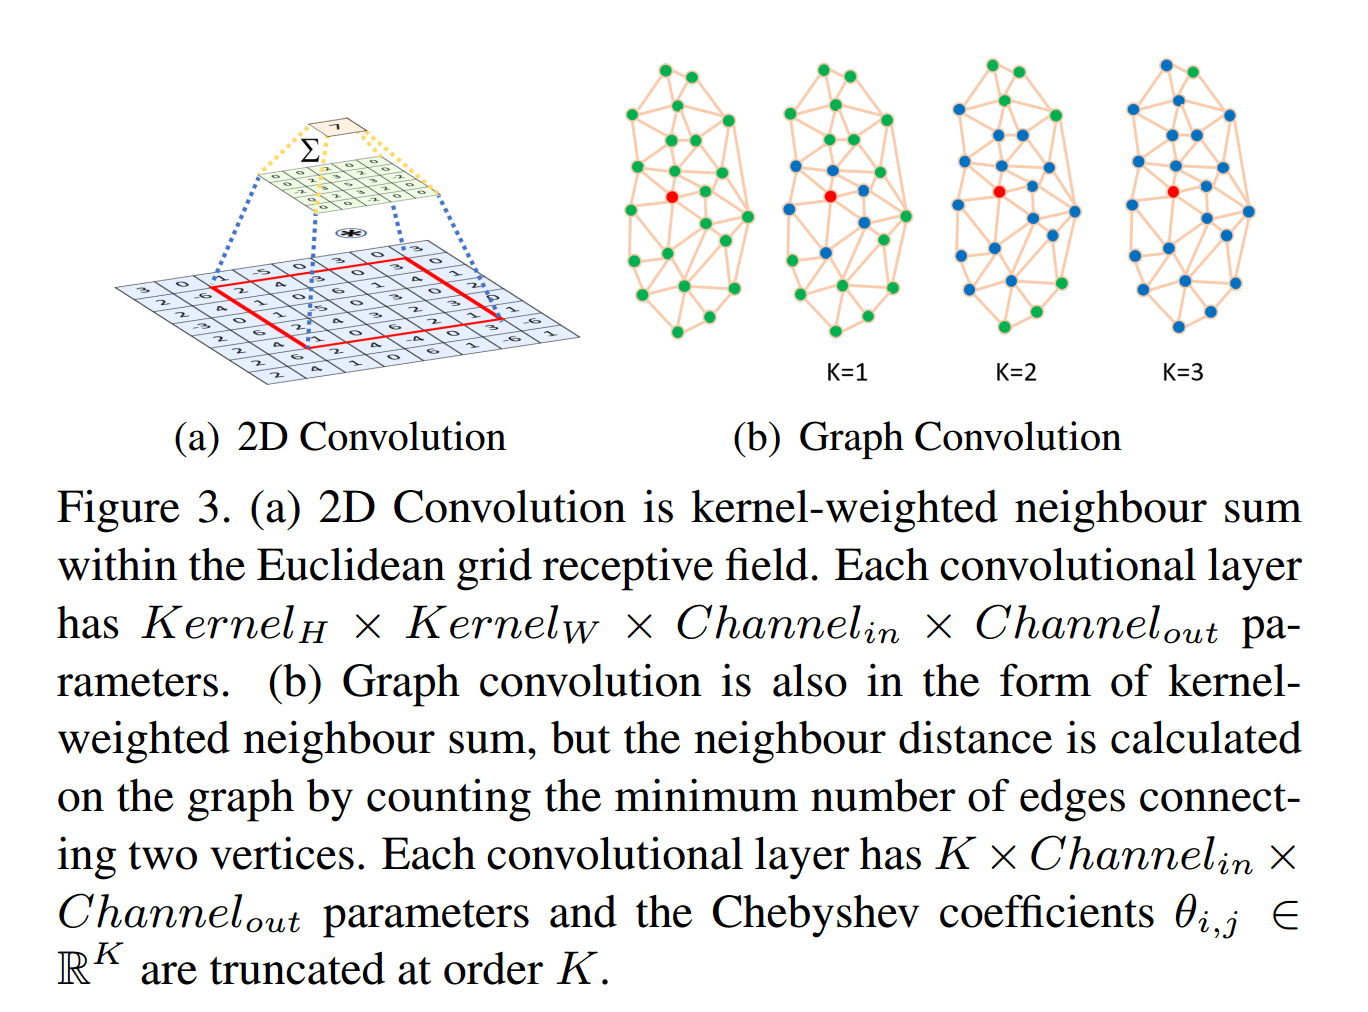 7
Σ
K=1
K=2
K=3
(a) 2D Convolution
(b) Graph Convolution
Figure 3. (a) 2D Convolution is kernel-weighted neighbour sum
within the Euclidean grid receptive field. Each convolutional layer
has Kernel_H × Kernel_W × Channel_in × Channel_out pa-
rameters. (b) Graph convolution is also in the form of kernel-
weighted neighbour sum, but the neighbour distance is calculated
on the graph by counting the minimum number of edges connect-
ing two vertices. Each convolutional layer has K × Channel_in ×
Channel_out parameters and the Chebyshev coefficients θ_i,j ∈
ℝ^K are truncated at order K.